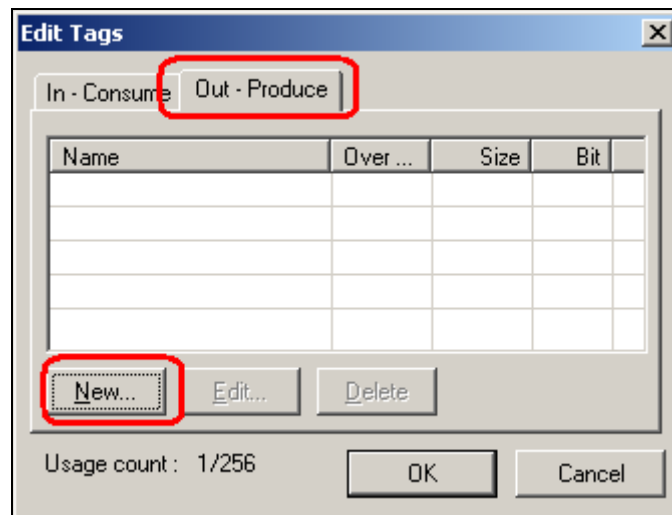 Edit Tags
In - Consume Out - Produce
Name Over ... Size Bit
New... Edit... Delete
Usage count : 1/256 OK Cancel